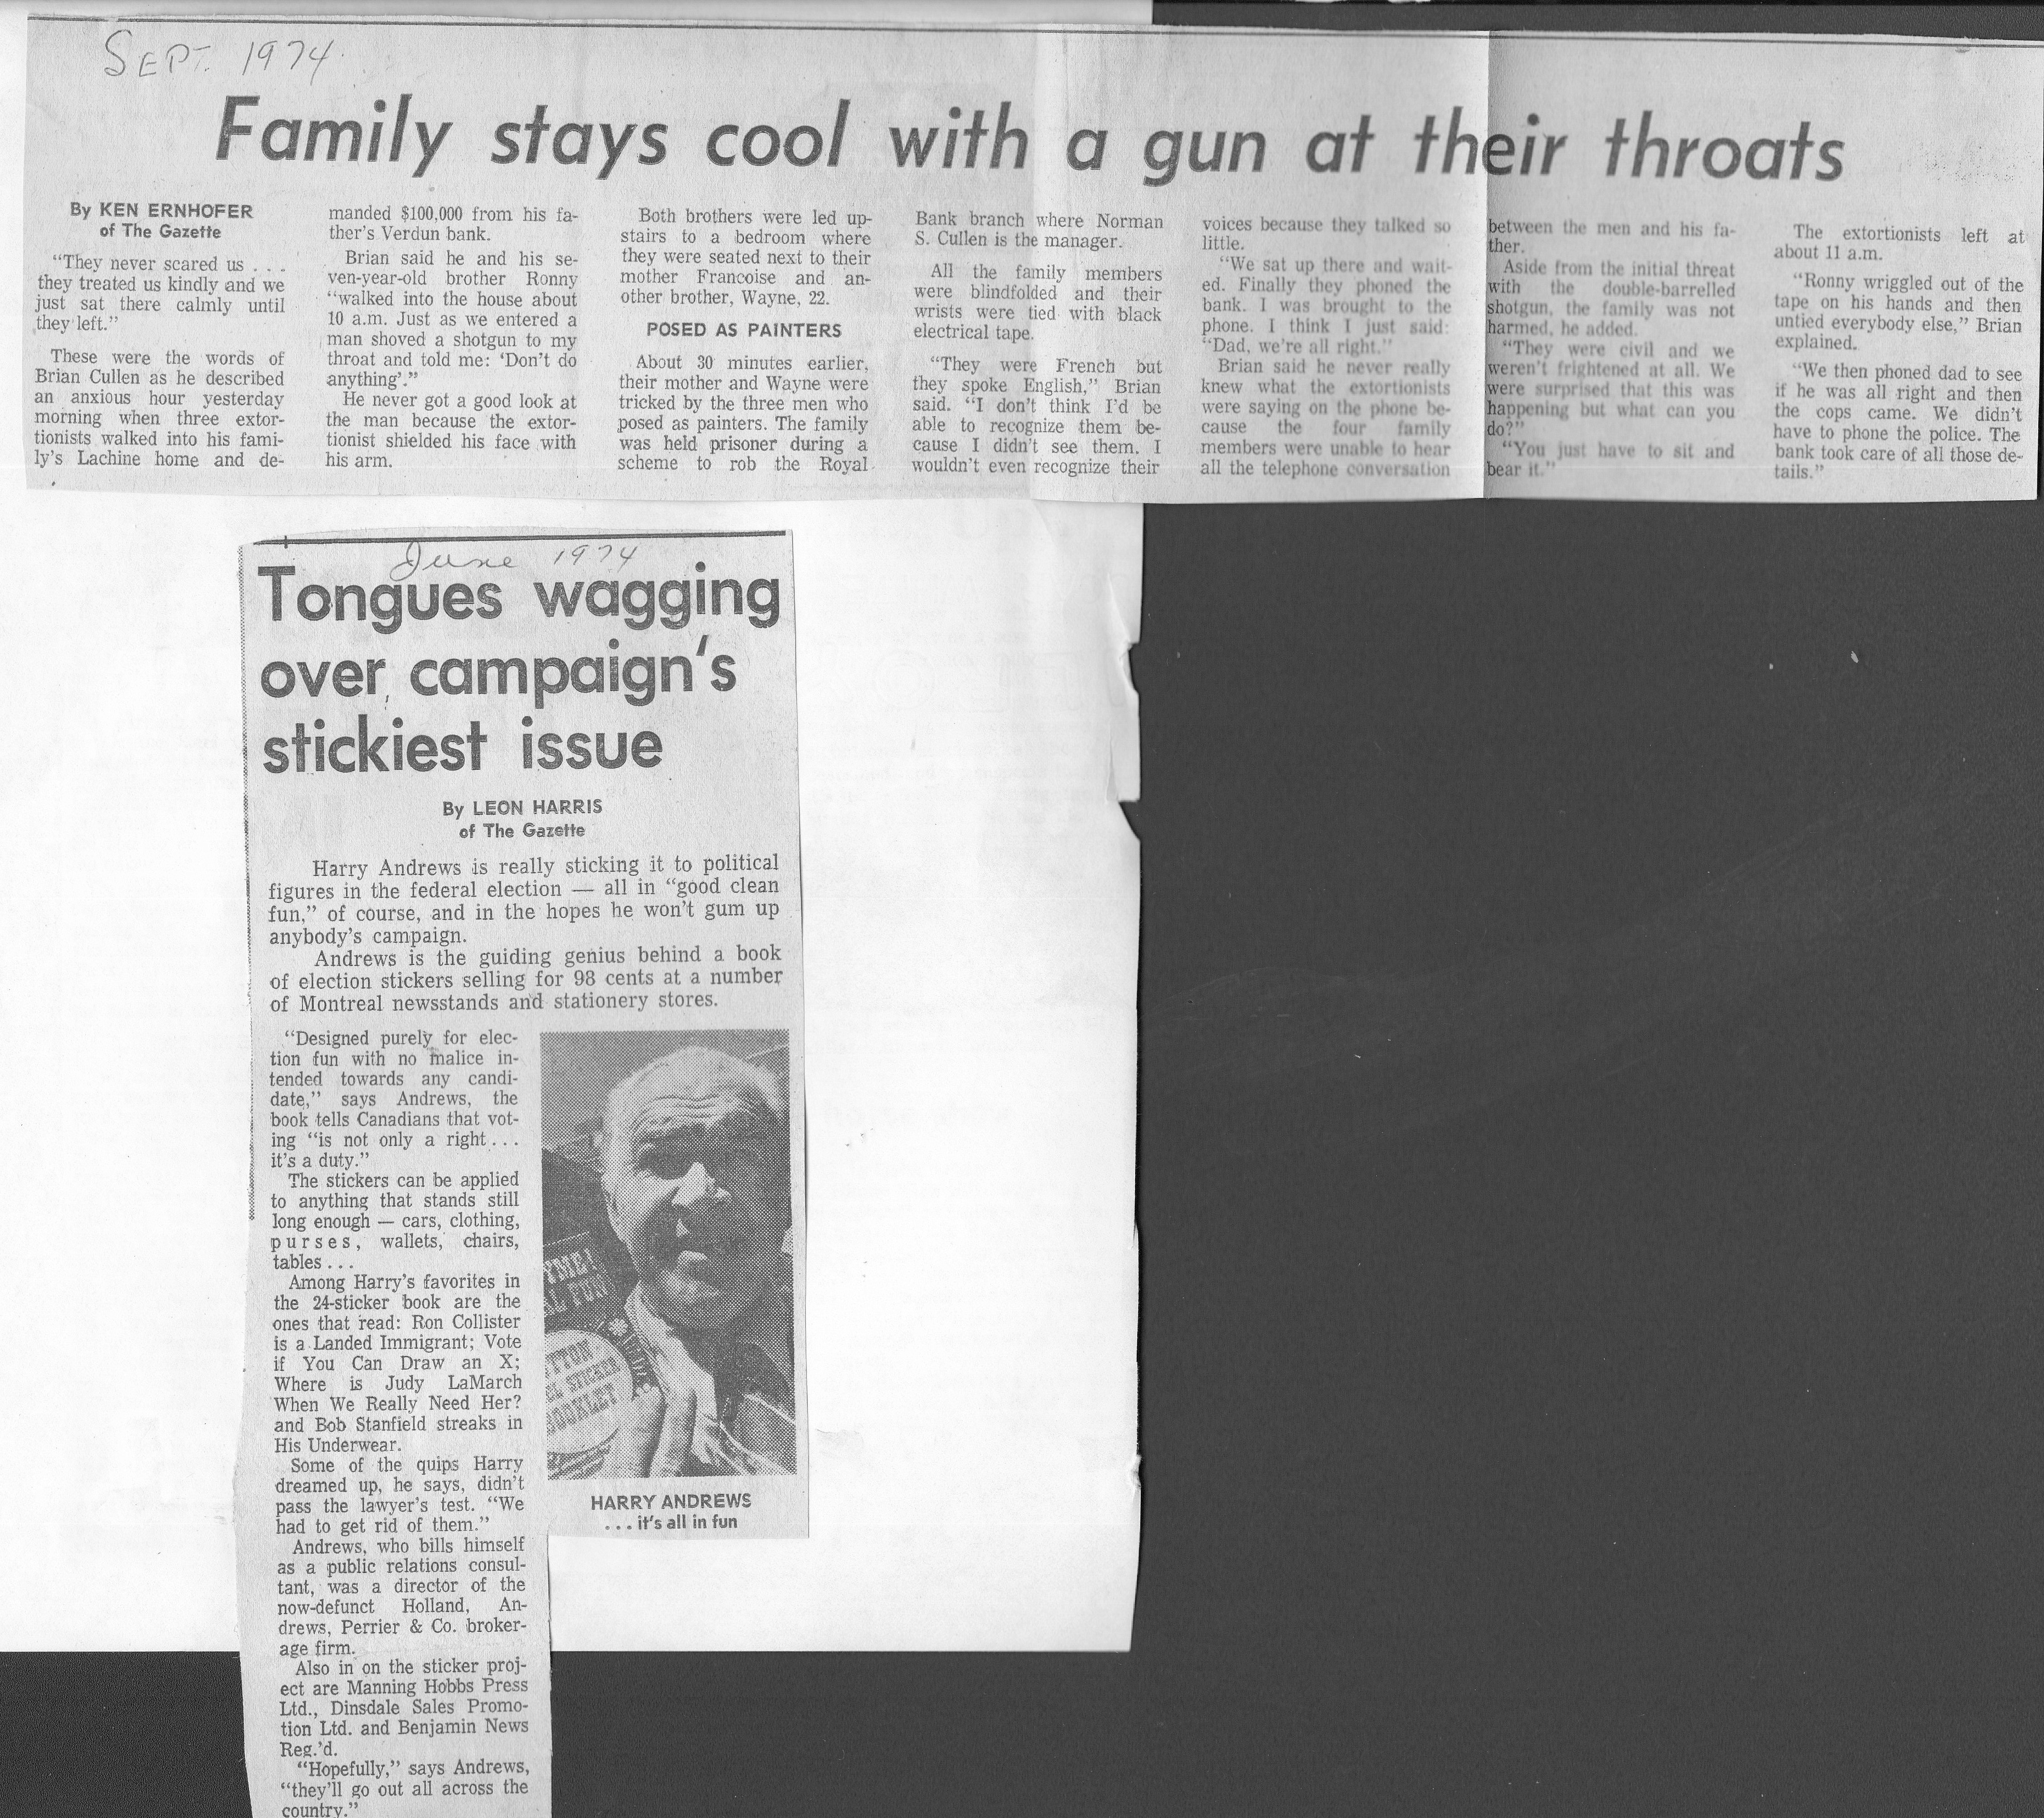 SEPT. 1974
Family stays cool with a gun at their throats
By KEN ERNHOFER
of The Gazette
“They never scared us . . .
they treated us kindly and we
just sat there calmly until
they left.”
These were the words of
Brian Cullen as he described
an anxious hour yesterday
morning when three extor-
tionists walked into his fami-
ly's Lachine home and de-
manded $100,000 from his fa-
ther's Verdun bank.
Brian said he and his se-
ven-year-old brother Ronny
“walked into the house about
10 a.m. Just as we entered a
man shoved a shotgun to my
throat and told me: ‘Don't do
anything’.”
He never got a good look at
the man because the extor-
tionist shielded his face with
his arm.
Both brothers were led up-
stairs to a bedroom where
they were seated next to their
mother Francoise and an-
other brother, Wayne, 22.
POSED AS PAINTERS
About 30 minutes earlier,
their mother and Wayne were
tricked by the three men who
posed as painters. The family
was held prisoner during a
scheme to rob the Royal
Bank branch where Norman
S. Cullen is the manager.
All the family members
were blindfolded and their
wrists were tied with black
electrical tape.
“They were French but
they spoke English,” Brian
said. “I don't think I'd be
able to recognize them be-
cause I didn't see them. I
wouldn't even recognize their
voices because they talked so
little.
“We sat up there and wait-
ed. Finally they phoned the
bank. I was brought to the
phone. I think I just said:
“Dad, we're all right.”
Brian said he never really
knew what the extortionists
were saying on the phone be-
cause the four family
members were unable to hear
all the telephone conversation
between the men and his fa-
ther.
Aside from the initial threat
with the double-barrelled
shotgun, the family was not
harmed, he added.
“They were civil and we
weren't frightened at all. We
were surprised that this was
happening but what can you
do?”
“You just have to sit and
bear it.”
The extortionists left at
about 11 a.m.
“Ronny wriggled out of the
tape on his hands and then
untied everybody else,” Brian
explained.
“We then phoned dad to see
if he was all right and then
the cops came. We didn't
have to phone the police. The
bank took care of all those de-
tails.”
June 1974
Tongues wagging
over campaign's
stickiest issue
By LEON HARRIS
of The Gazette
Harry Andrews is really sticking it to political
figures in the federal election — all in “good clean
fun,” of course, and in the hopes he won't gum up
anybody's campaign.
Andrews is the guiding genius behind a book
of election stickers selling for 98 cents at a number
of Montreal newsstands and stationery stores.
“Designed purely for elec-
tion fun with no malice in-
tended towards any candi-
date,” says Andrews, the
book tells Canadians that vot-
ing “is not only a right . . .
it's a duty.”
The stickers can be applied
to anything that stands still
long enough — cars, clothing,
purses, wallets, chairs,
tables . . .
Among Harry's favorites in
the 24-sticker book are the
ones that read: Ron Collister
is a Landed Immigrant; Vote
if You Can Draw an X;
Where is Judy LaMarch
When We Really Need Her?
and Bob Stanfield streaks in
His Underwear.
Some of the quips Harry
dreamed up, he says, didn't
pass the lawyer's test. “We
had to get rid of them.”
Andrews, who bills himself
as a public relations consul-
tant, was a director of the
now-defunct Holland, An-
drews, Perrier & Co. broker-
age firm.
Also in on the sticker proj-
ect are Manning Hobbs Press
Ltd., Dinsdale Sales Promo-
tion Ltd. and Benjamin News
Reg.'d.
“Hopefully,” says Andrews,
“they'll go out all across the
country.”
YME!
L FUN!
TTON
STICKER
OOKLET
HARRY ANDREWS
. . . it's all in fun